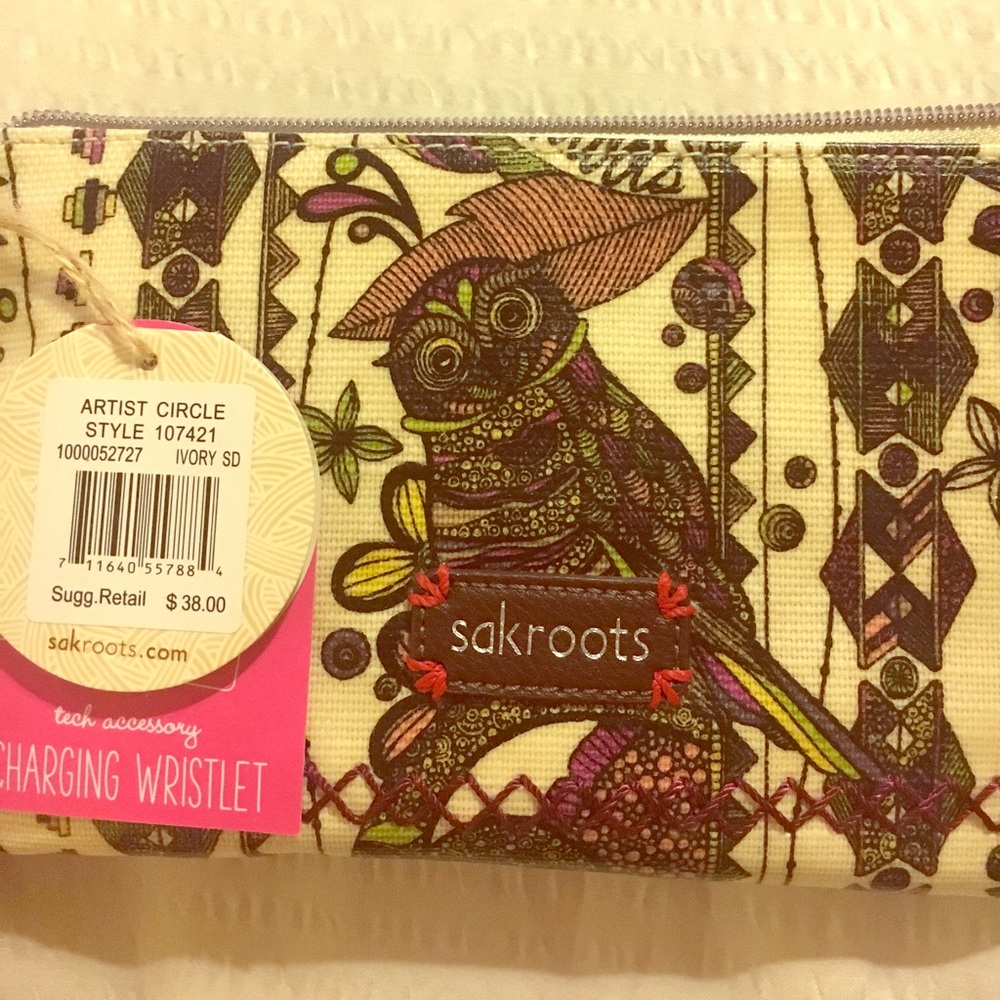 ARTIST CIRCLE
STYLE 107421
1000052727 IVORY SD
7 11640 55788 4
Sugg.Retail $ 38.00
sakroots.com
tech accessory
CHARGING WRISTLET
sakroots